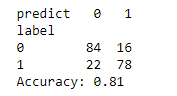 predict 0 1
label
0 84 16
1 22 78
Accuracy: 0.81